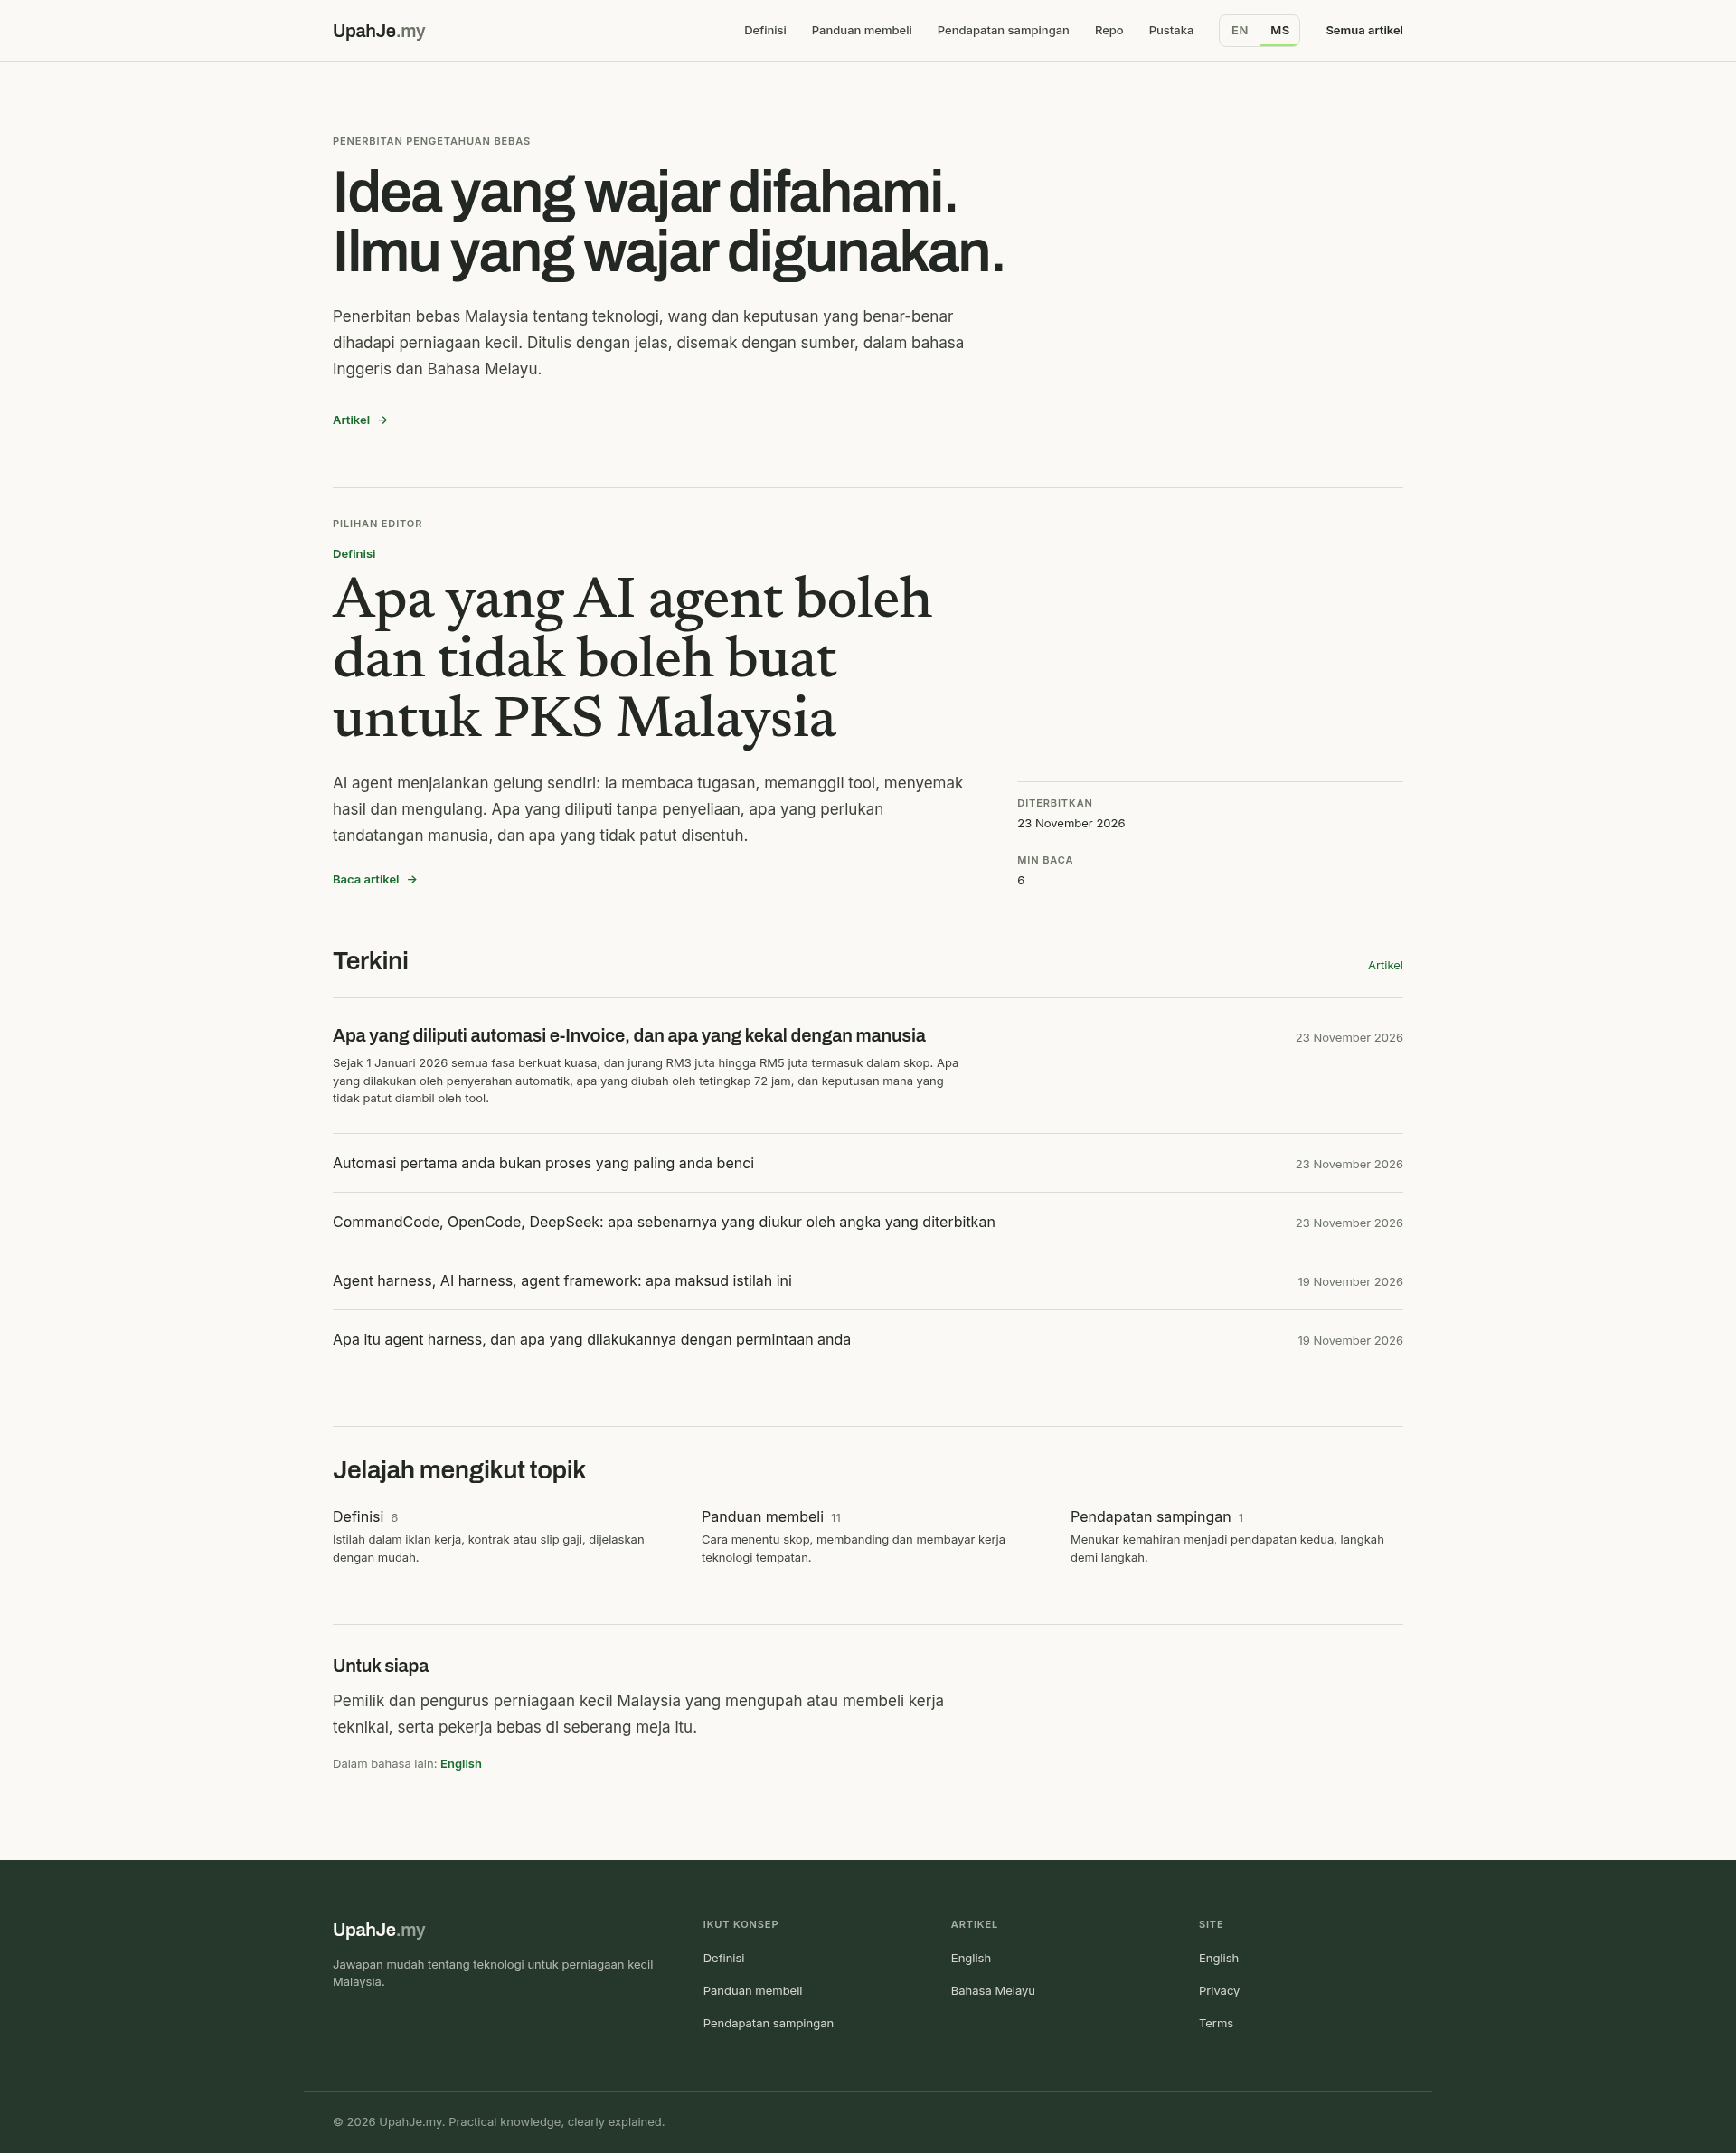 UpahJe.my
Definisi
Panduan membeli
Pendapatan sampingan
Repo
Pustaka
EN
MS
Semua artikel
PENERBITAN PENGETAHUAN BEBAS
Idea yang wajar difahami.
Ilmu yang wajar digunakan.
Penerbitan bebas Malaysia tentang teknologi, wang dan keputusan yang benar-benar
dihadapi perniagaan kecil. Ditulis dengan jelas, disemak dengan sumber, dalam bahasa
Inggeris dan Bahasa Melayu.
Artikel →
PILIHAN EDITOR
Definisi
Apa yang AI agent boleh
dan tidak boleh buat
untuk PKS Malaysia
AI agent menjalankan gelung sendiri: ia membaca tugasan, memanggil tool, menyemak
hasil dan mengulang. Apa yang diliputi tanpa penyeliaan, apa yang perlukan
tandatangan manusia, dan apa yang tidak patut disentuh.
Baca artikel →
DITERBITKAN
23 November 2026
MIN BACA
6
Terkini
Artikel
Apa yang diliputi automasi e-Invoice, dan apa yang kekal dengan manusia
23 November 2026
Sejak 1 Januari 2026 semua fasa berkuat kuasa, dan jurang RM3 juta hingga RM5 juta termasuk dalam skop. Apa
yang dilakukan oleh penyerahan automatik, apa yang diubah oleh tetingkap 72 jam, dan keputusan mana yang
tidak patut diambil oleh tool.
Automasi pertama anda bukan proses yang paling anda benci
23 November 2026
CommandCode, OpenCode, DeepSeek: apa sebenarnya yang diukur oleh angka yang diterbitkan
23 November 2026
Agent harness, AI harness, agent framework: apa maksud istilah ini
19 November 2026
Apa itu agent harness, dan apa yang dilakukannya dengan permintaan anda
19 November 2026
Jelajah mengikut topik
Definisi 6
Istilah dalam iklan kerja, kontrak atau slip gaji, dijelaskan
dengan mudah.
Panduan membeli 11
Cara menentu skop, membanding dan membayar kerja
teknologi tempatan.
Pendapatan sampingan 1
Menukar kemahiran menjadi pendapatan kedua, langkah
demi langkah.
Untuk siapa
Pemilik dan pengurus perniagaan kecil Malaysia yang mengupah atau membeli kerja
teknikal, serta pekerja bebas di seberang meja itu.
Dalam bahasa lain: English
UpahJe.my
Jawapan mudah tentang teknologi untuk perniagaan kecil
Malaysia.
IKUT KONSEP
Definisi
Panduan membeli
Pendapatan sampingan
ARTIKEL
English
Bahasa Melayu
SITE
English
Privacy
Terms
© 2026 UpahJe.my. Practical knowledge, clearly explained.